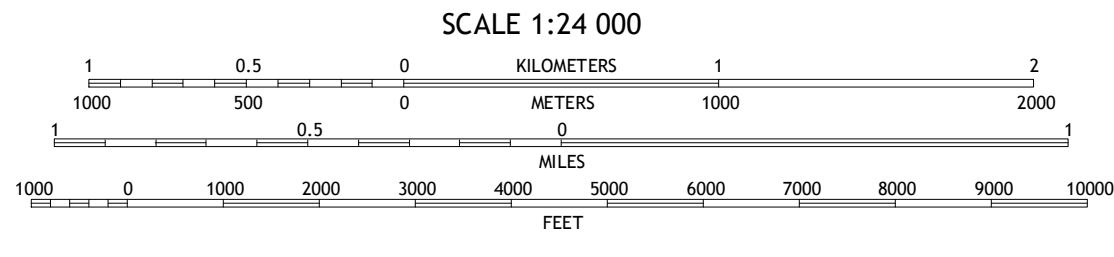 SCALE 1:24 000
1 0.5 0 KILOMETERS 1 2
1000 500 0 METERS 1000 2000
1 0.5 0 1
MILES
1000 0 1000 2000 3000 4000 5000 6000 7000 8000 9000 10000
FEET